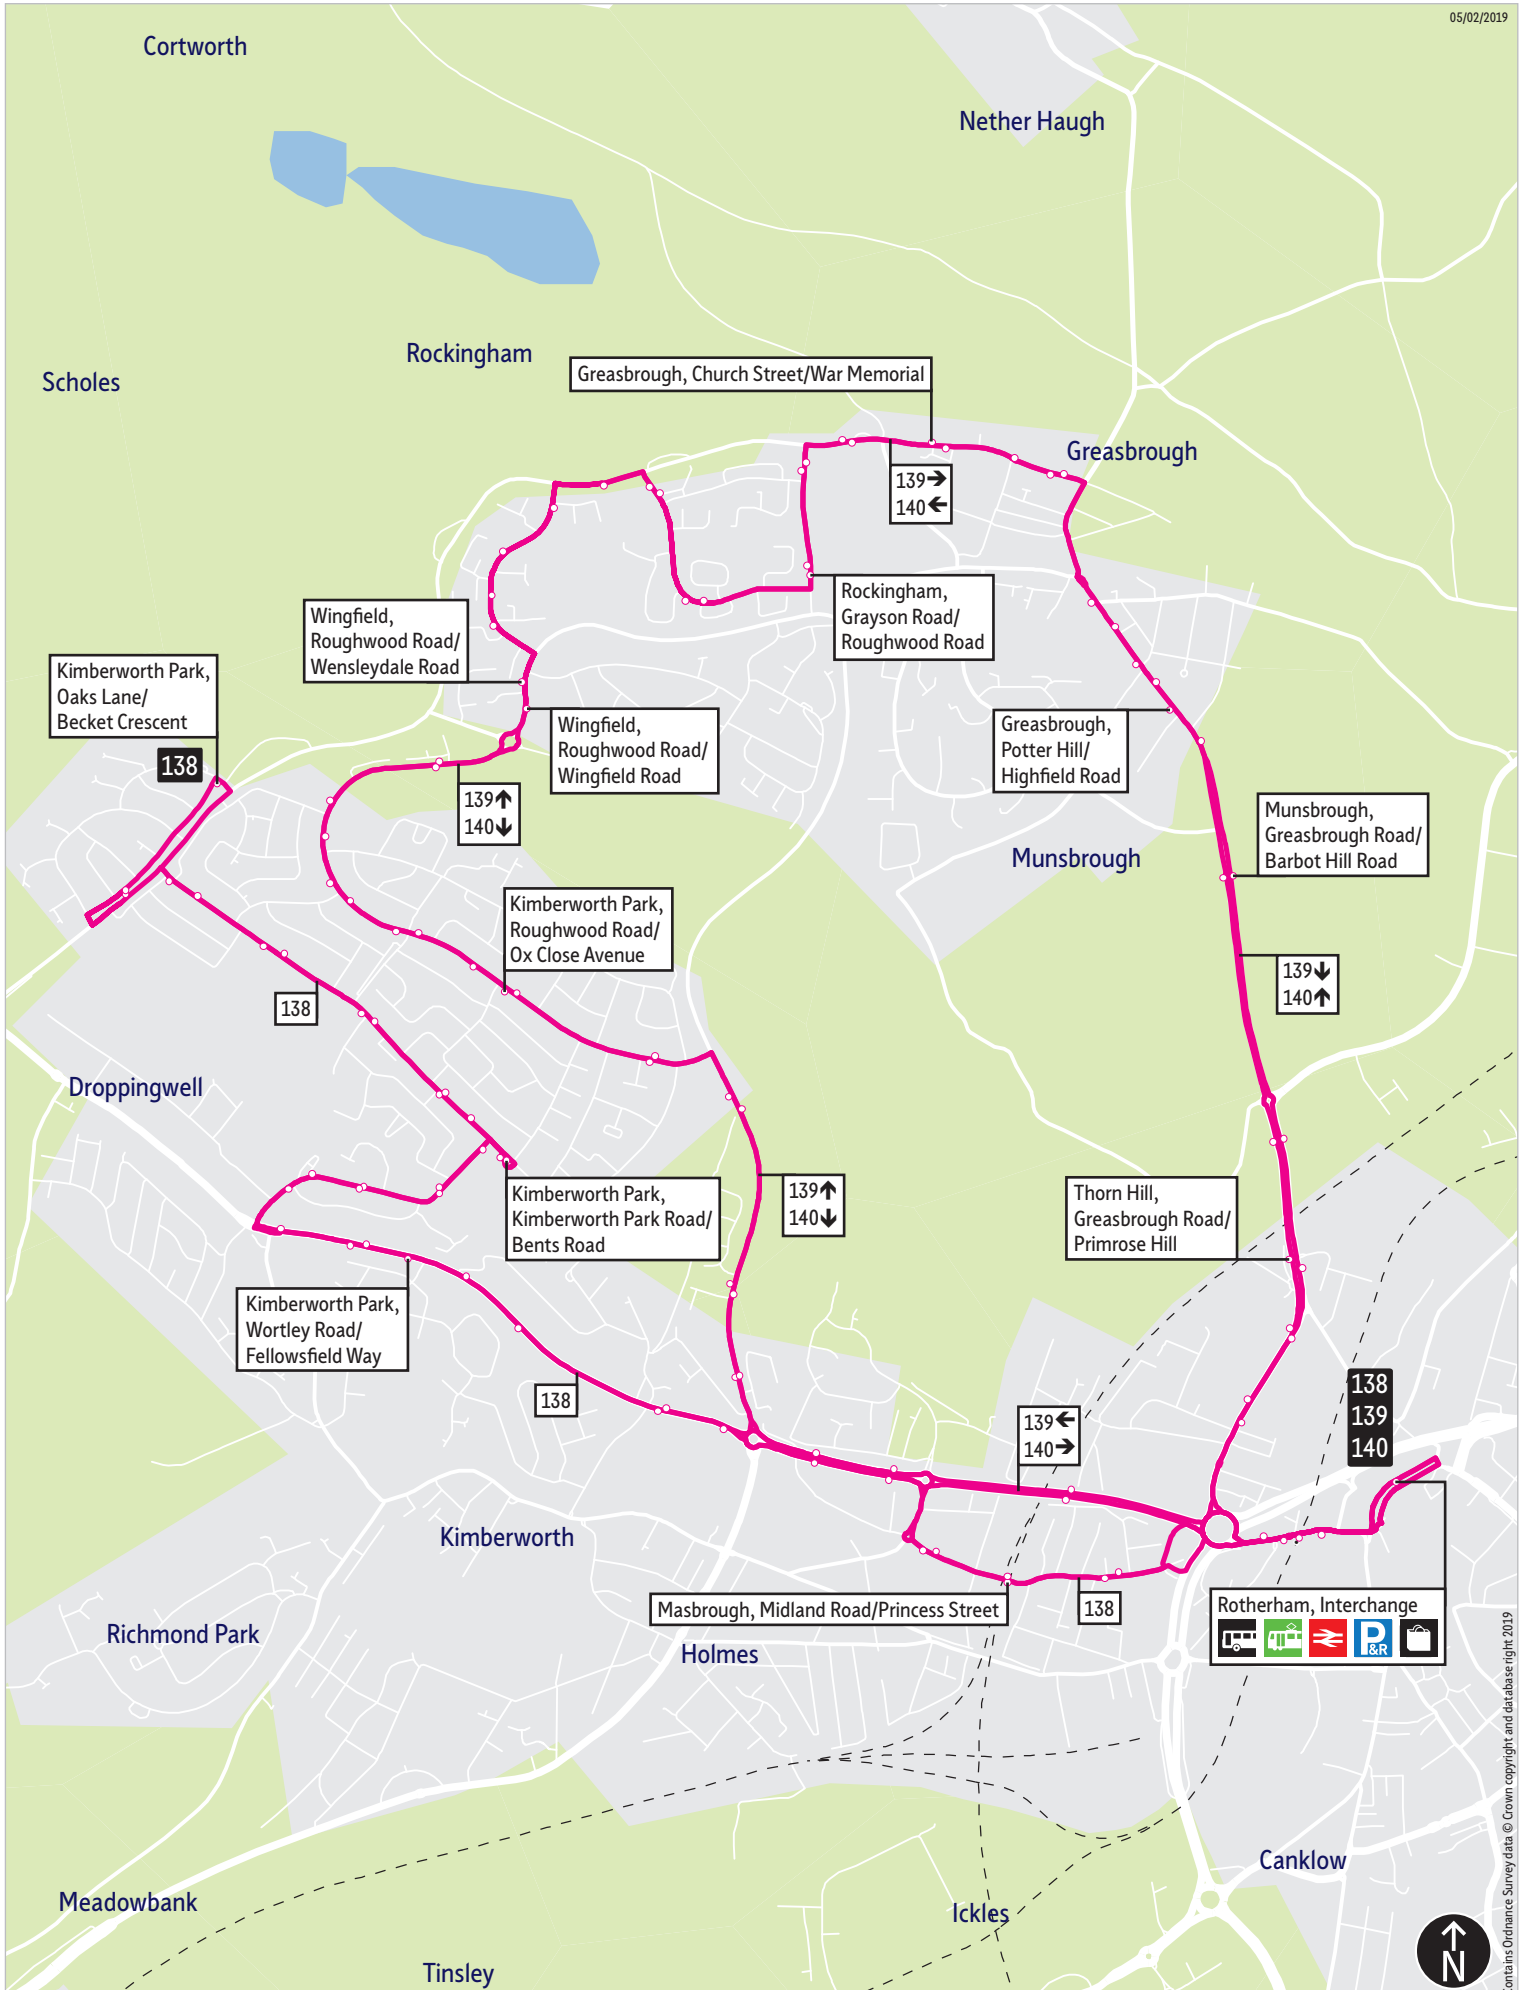 05/02/2019
Cortworth
Nether Haugh
Rockingham
Scholes
Greasbrough, Church Street/War Memorial
Greasbrough
139→
140←
Rockingham,
Grayson Road/
Roughwood Road
Wingfield,
Roughwood Road/
Wensleydale Road
Kimberworth Park,
Oaks Lane/
Becket Crescent
138
Wingfield,
Roughwood Road/
Wingfield Road
Greasbrough,
Potter Hill/
Highfield Road
139↑
140↓
Munsbrough,
Greasbrough Road/
Barbot Hill Road
Munsbrough
Kimberworth Park,
Roughwood Road/
Ox Close Avenue
139↓
140↑
138
Droppingwell
Kimberworth Park,
Kimberworth Park Road/
Bents Road
139↑
140↓
Thorn Hill,
Greasbrough Road/
Primrose Hill
Kimberworth Park,
Wortley Road/
Fellowsfield Way
138
139←
140→
138
139
140
Kimberworth
Masbrough, Midland Road/Princess Street
138
Rotherham, Interchange
P&R
Richmond Park
Holmes
Canklow
Meadowbank
Ickles
Tinsley
N
Contains Ordnance Survey data © Crown copyright and database right 2019